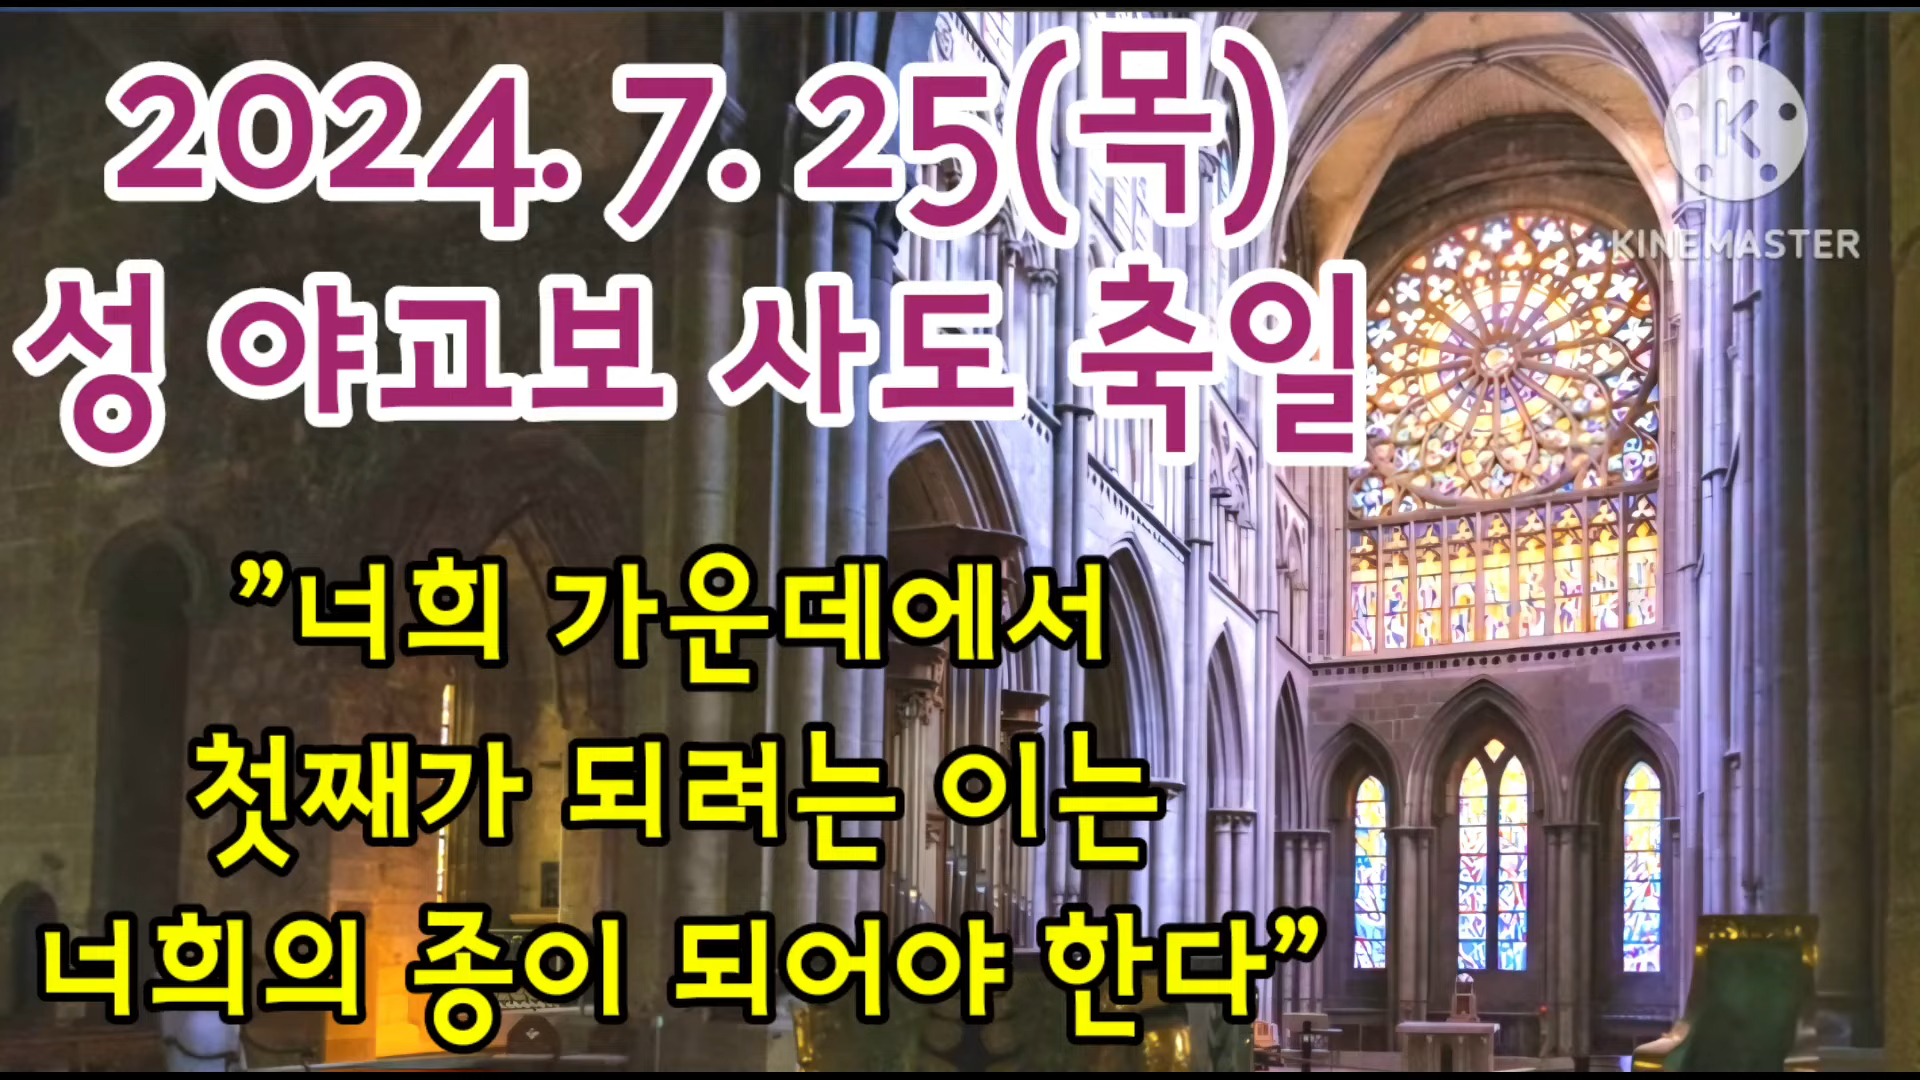 2024. 7. 25(목)
성 야고보 사도 축일
K
KINEMASTER
”너희 가운데에서
첫째가 되려는 이는
너희의 종이 되어야 한다”